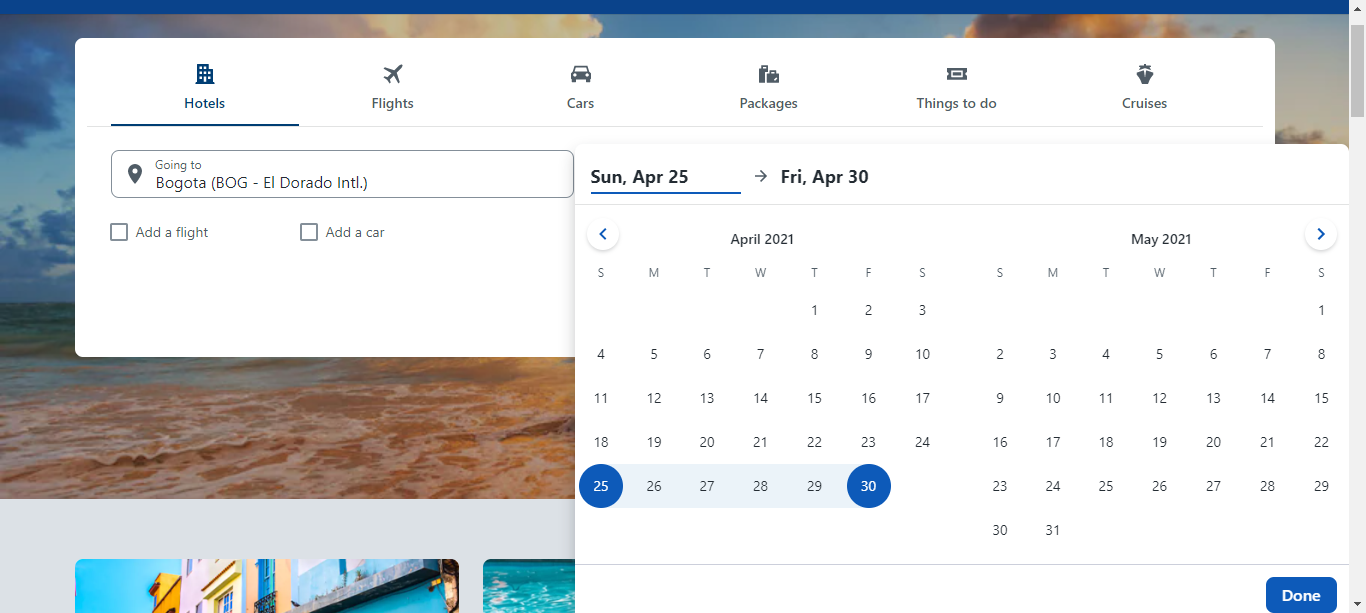 Hotels Flights Cars Packages Things to do Cruises
Going to
Bogota (BOG - El Dorado Intl.)
Add a flight Add a car
Sun, Apr 25 Fri, Apr 30
April 2021
S M T W T F S
1 2 3
4 5 6 7 8 9 10
11 12 13 14 15 16 17
18 19 20 21 22 23 24
25 26 27 28 29 30
May 2021
S M T W T F S
1
2 3 4 5 6 7 8
9 10 11 12 13 14 15
16 17 18 19 20 21 22
23 24 25 26 27 28 29
30 31
Done